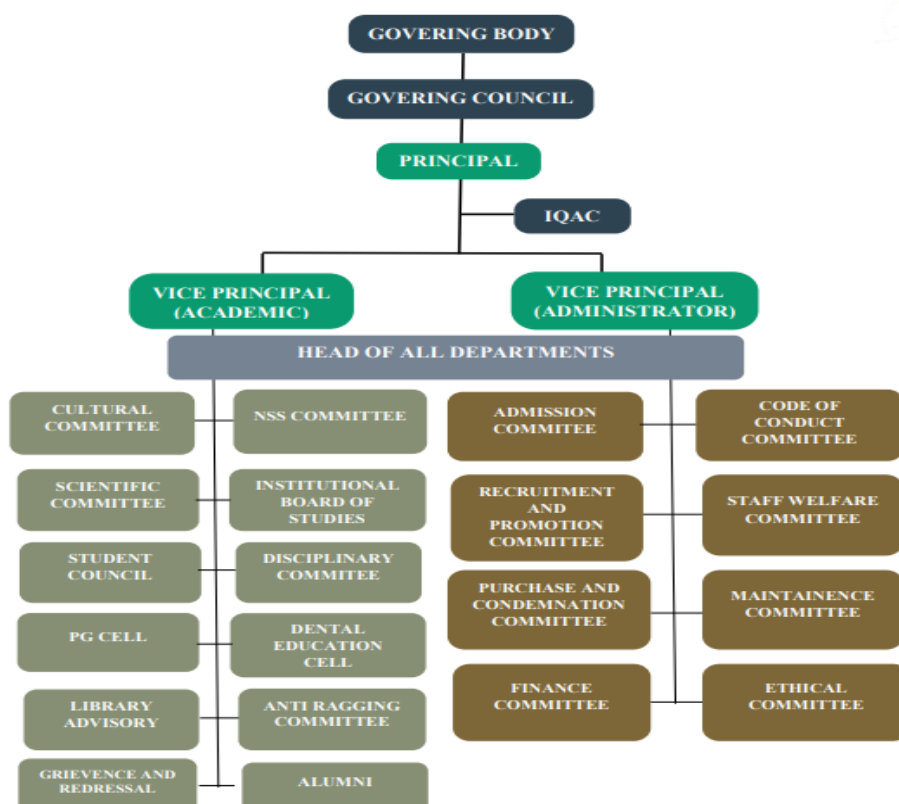 GOVERING BODY
GOVERING COUNCIL
PRINCIPAL
IQAC
VICE PRINCIPAL
(ACADEMIC)
VICE PRINCIPAL
(ADMINISTRATOR)
HEAD OF ALL DEPARTMENTS
CULTURAL
COMMITTEE
NSS COMMITTEE
SCIENTIFIC
COMMITTEE
INSTITUTIONAL
BOARD OF
STUDIES
STUDENT
COUNCIL
DISCIPLINARY
COMMITEE
PG CELL
DENTAL
EDUCATION
CELL
LIBRARY
ADVISORY
ANTI RAGGING
COMMITTEE
GRIEVENCE AND
REDRESSAL
ALUMNI
ADMISSION
COMMITEE
CODE OF
CONDUCT
COMMITTEE
RECRUITMENT
AND
PROMOTION
COMMITTEE
STAFF WELFARE
COMMITTEE
PURCHASE AND
CONDEMNATION
COMMITTEE
MAINTAINENCE
COMMITTEE
FINANCE
COMMITTEE
ETHICAL
COMMITTEE